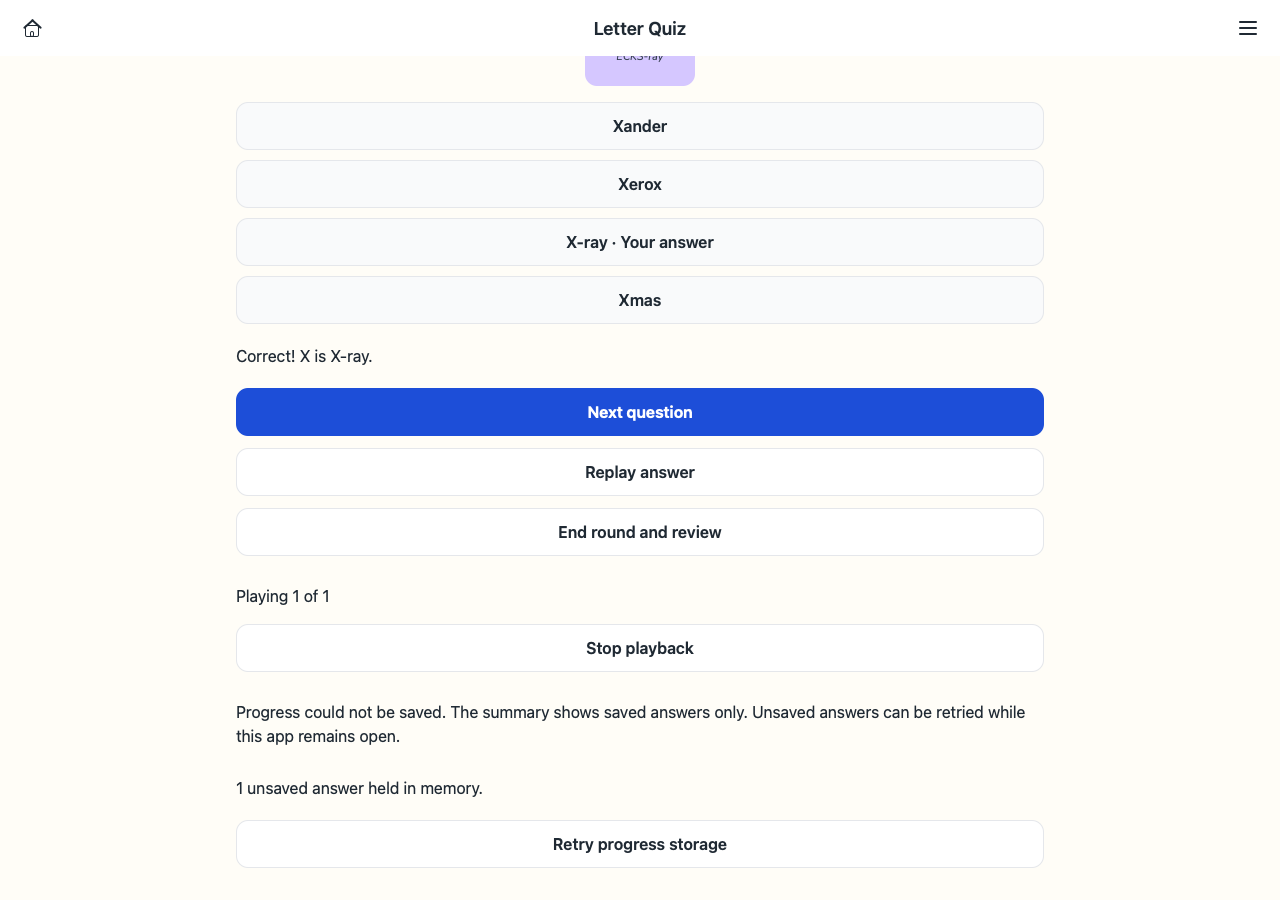 Letter Quiz
ECKS-ray
Xander
Xerox
X-ray · Your answer
Xmas
Correct! X is X-ray.
Next question
Replay answer
End round and review
Playing 1 of 1
Stop playback
Progress could not be saved. The summary shows saved answers only. Unsaved answers can be retried while
this app remains open.
1 unsaved answer held in memory.
Retry progress storage